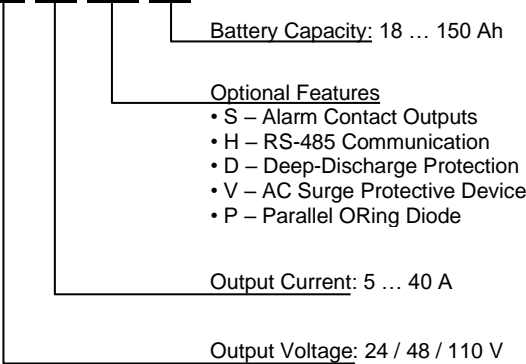 Battery Capacity: 18 … 150 Ah
Optional Features
• S – Alarm Contact Outputs
• H – RS-485 Communication
• D – Deep-Discharge Protection
• V – AC Surge Protective Device
• P – Parallel ORing Diode
Output Current: 5 … 40 A
Output Voltage: 24 / 48 / 110 V